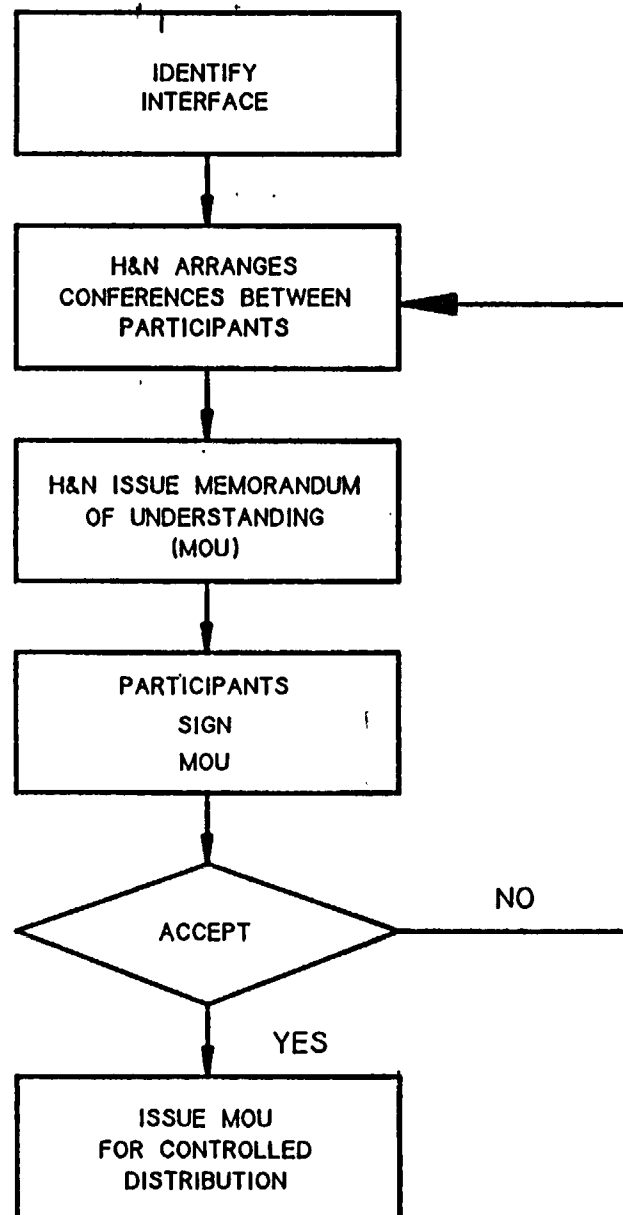 IDENTIFY
INTERFACE
H&N ARRANGES
CONFERENCES BETWEEN
PARTICIPANTS
H&N ISSUE MEMORANDUM
OF UNDERSTANDING
(MOU)
PARTICIPANTS
SIGN
MOU
ACCEPT
NO
YES
ISSUE MOU
FOR CONTROLLED
DISTRIBUTION